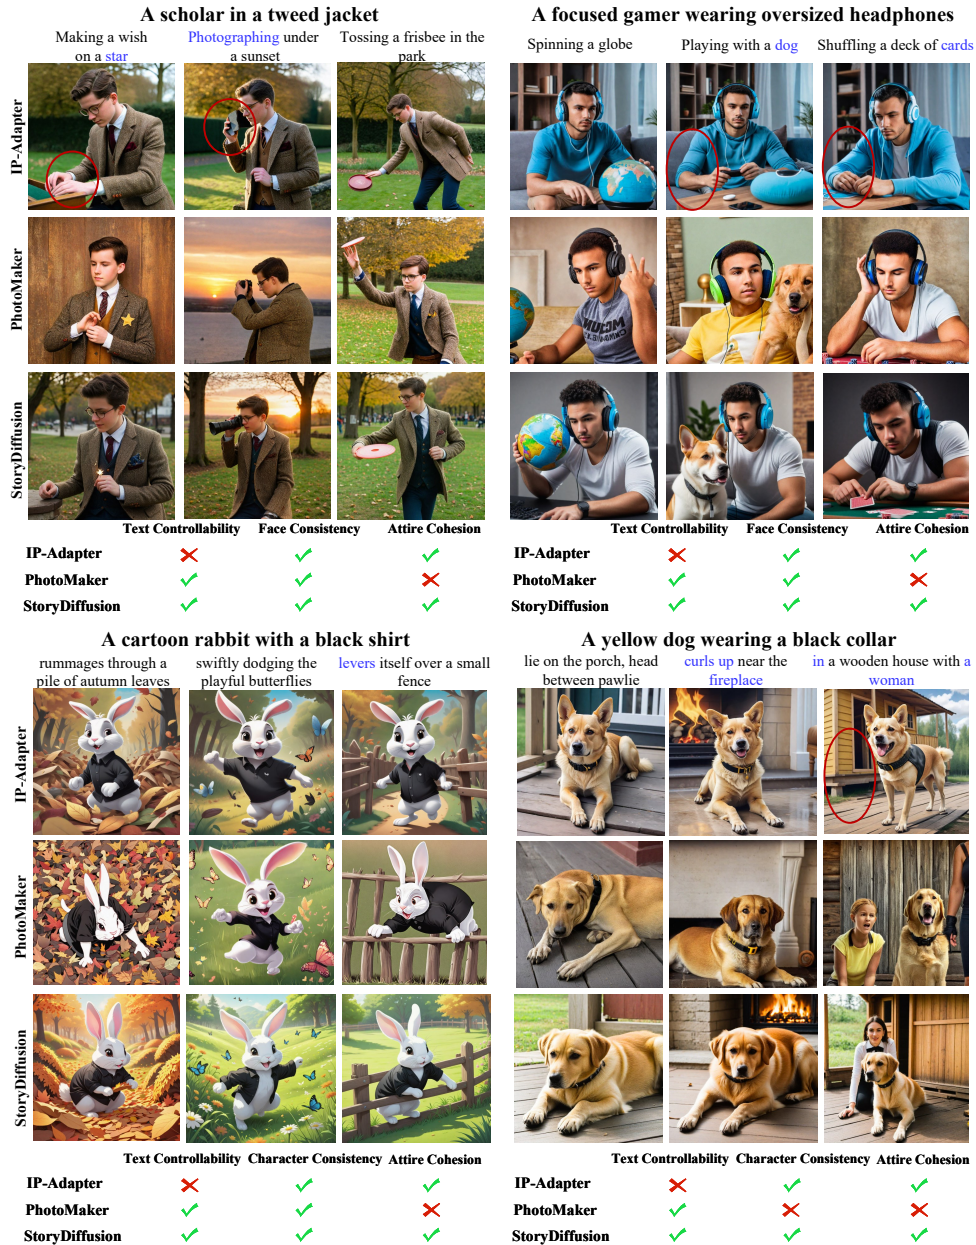 A scholar in a tweed jacket
Making a wish
on a star
Photographing under
a sunset
Tossing a frisbee in the
park
IP-Adapter
PhotoMaker
StoryDiffusion
Text Controllability Face Consistency Attire Cohesion
IP-Adapter
PhotoMaker
StoryDiffusion
A focused gamer wearing oversized headphones
Spinning a globe
Playing with a dog
Shuffling a deck of cards
Text Controllability Face Consistency Attire Cohesion
IP-Adapter
PhotoMaker
StoryDiffusion
A cartoon rabbit with a black shirt
rummages through a
pile of autumn leaves
swiftly dodging the
playful butterflies
levers itself over a small
fence
IP-Adapter
PhotoMaker
StoryDiffusion
Text Controllability Character Consistency Attire Cohesion
IP-Adapter
PhotoMaker
StoryDiffusion
A yellow dog wearing a black collar
lie on the porch, head
between pawlie
curls up near the
fireplace
in a wooden house with a
woman
Text Controllability Character Consistency Attire Cohesion
IP-Adapter
PhotoMaker
StoryDiffusion